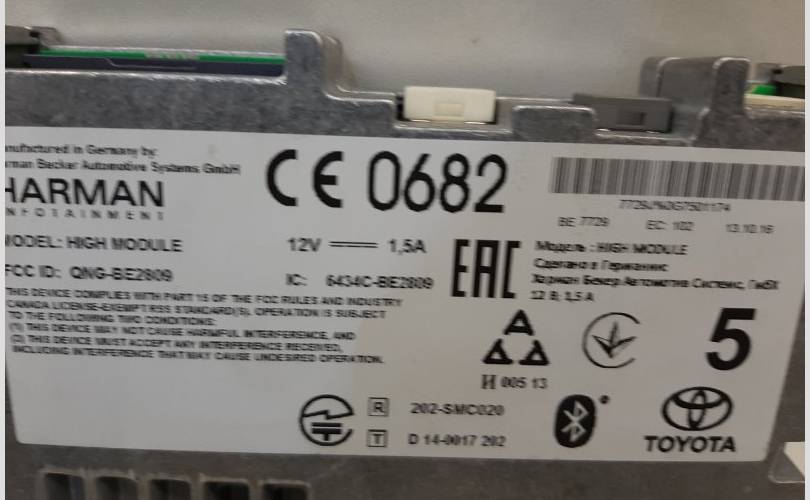 anufactured in Germany by:
rman Becker Automotive Systems GmbH
HARMAN
INFOTAINMENT
MODEL: HIGH MODULE
12V 1,5A
FCC ID: QNG-BE2809
IC: 6434C-BE2809
THIS DEVICE COMPLIES WITH PART 15 OF THE FCC RULES AND INDUSTRY
CANADA LICENSE-EXEMPT RSS STANDARD(S). OPERATION IS SUBJECT
TO THE FOLLOWING TWO CONDITIONS:
(1) THIS DEVICE MAY NOT CAUSE HARMFUL INTERFERENCE, AND
(2) THIS DEVICE MUST ACCEPT ANY INTERFERENCE RECEIVED,
INCLUDING INTERFERENCE THAT MAY CAUSE UNDESIRED OPERATION.
CE 0682
BE 7729 EC: 102 13.10.16
EAC
Модель: HIGH MODULE
Сделано в Германии
Харман Бекер Аутомотив Системс, ГмбХ
12 В; 1,5 А
5
H 005 13
R 202-SMC020
T D 14-0017 202
TOYOTA